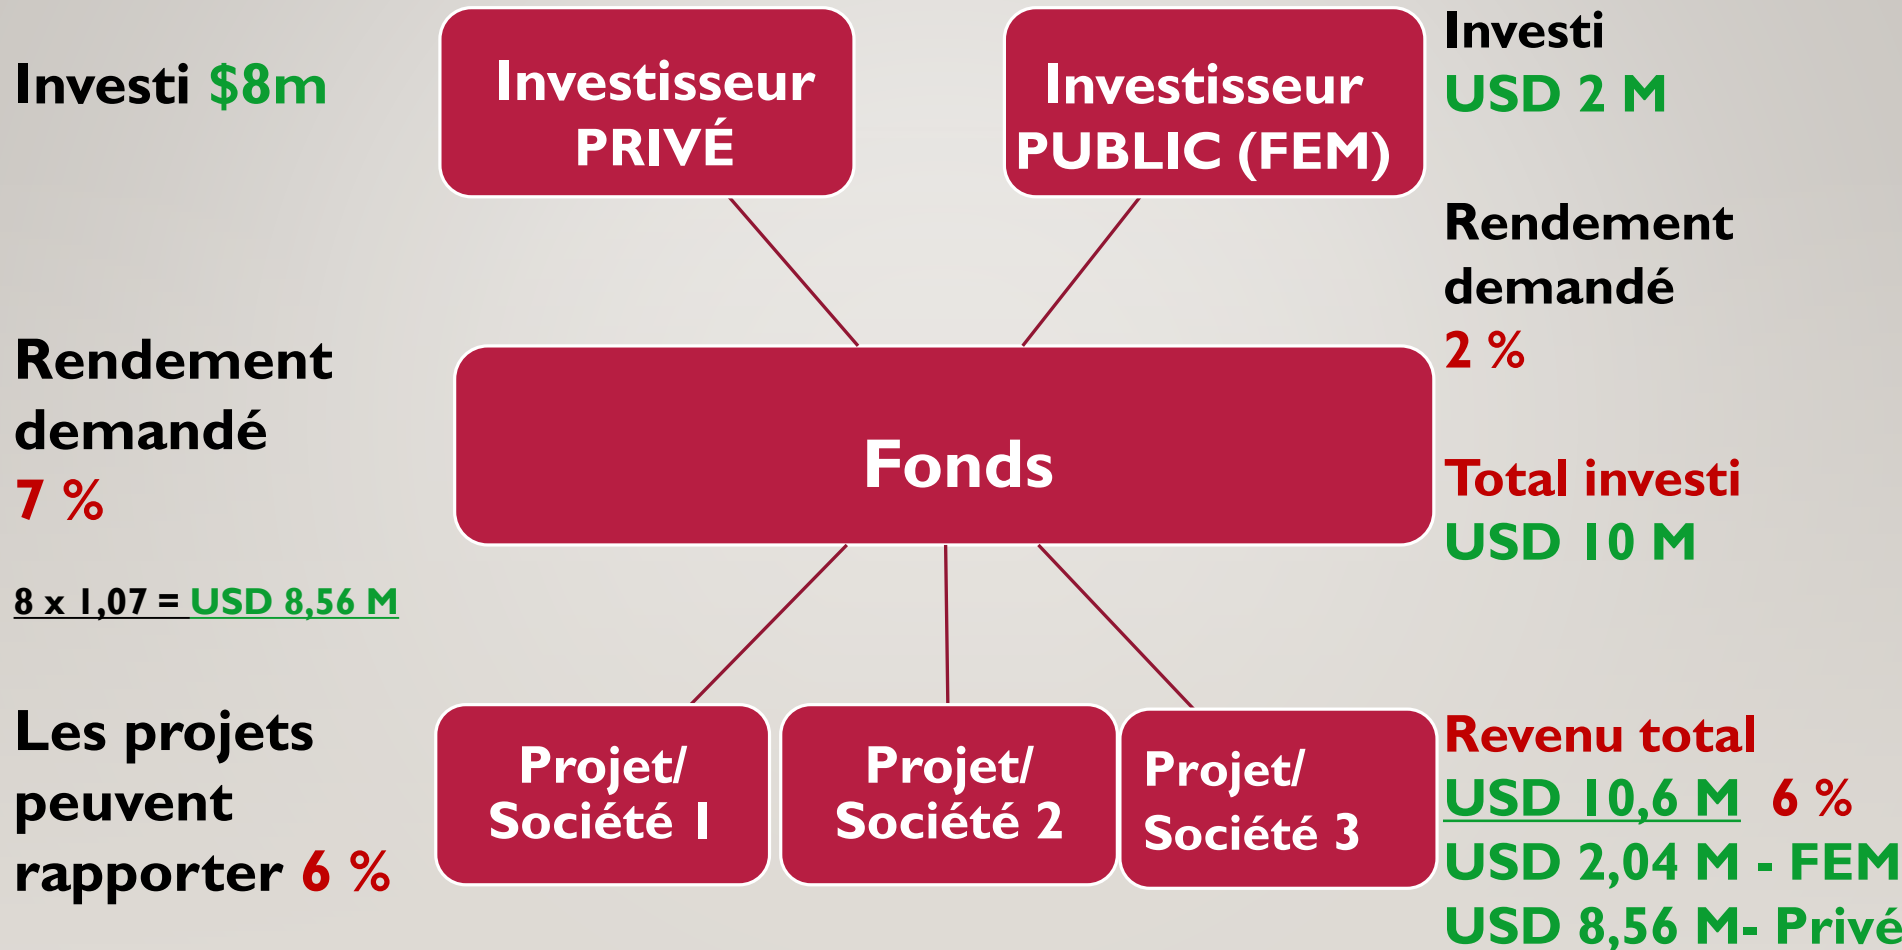 Investi $8m
Investisseur
PRIVÉ
Investisseur
PUBLIC (FEM)
Investi
USD 2 M
Rendement
demandé
2 %
Rendement
demandé
7 %
8 x 1,07 = USD 8,56 M
Fonds
Total investi
USD 10 M
Les projets
peuvent
rapporter 6 %
Projet/
Société 1
Projet/
Société 2
Projet/
Société 3
Revenu total
USD 10,6 M 6 %
USD 2,04 M - FEM
USD 8,56 M- Privé